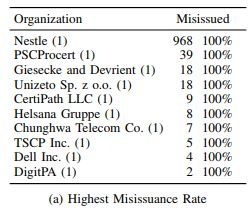 Organization Misissued
Nestle (1) 968 100%
PSCProcert (1) 39 100%
Giesecke and Devrient (1) 18 100%
Unizeto Sp. z o.o. (1) 18 100%
CertiPath LLC (1) 9 100%
Helsana Gruppe (1) 8 100%
Chunghwa Telecom Co. (1) 7 100%
TSCP Inc. (1) 5 100%
Dell Inc. (1) 4 100%
DigitPA (1) 2 100%
(a) Highest Misissuance Rate